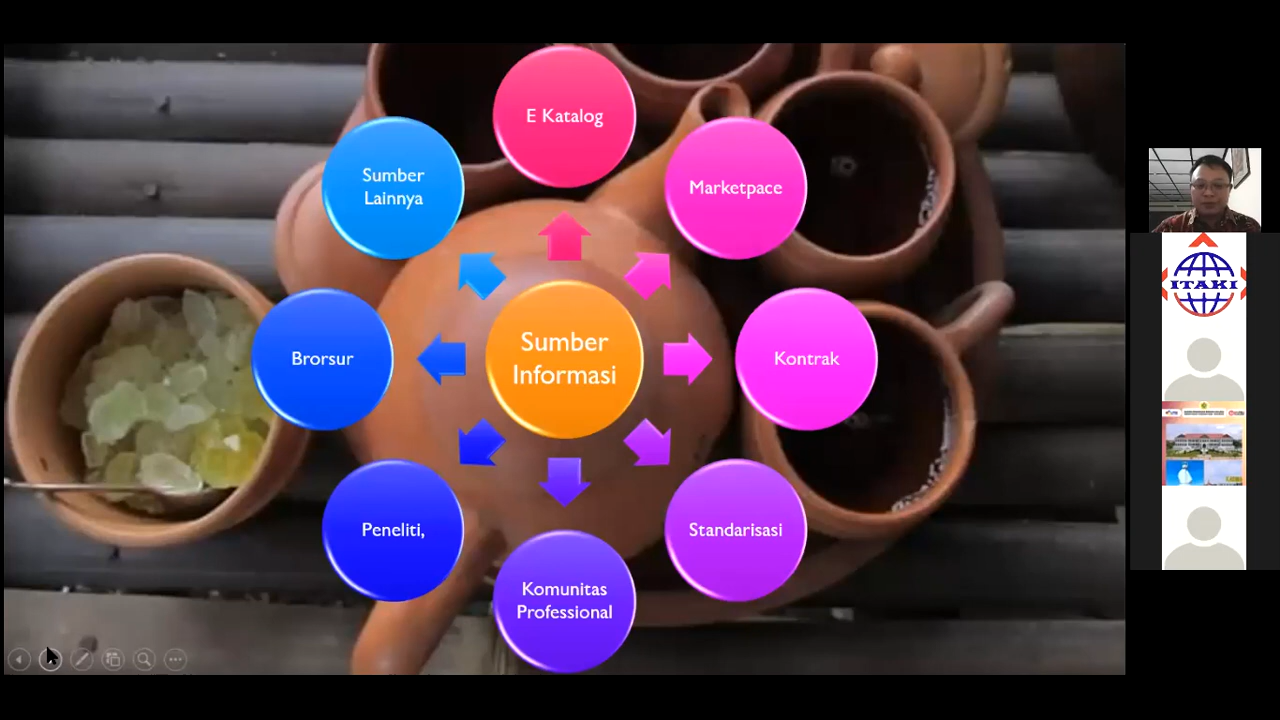 E Katalog
Marketpace
Kontrak
Standarisasi
Komunitas
Professional
Peneliti,
Brorsur
Sumber
Lainnya
Sumber
Informasi
ITAKI